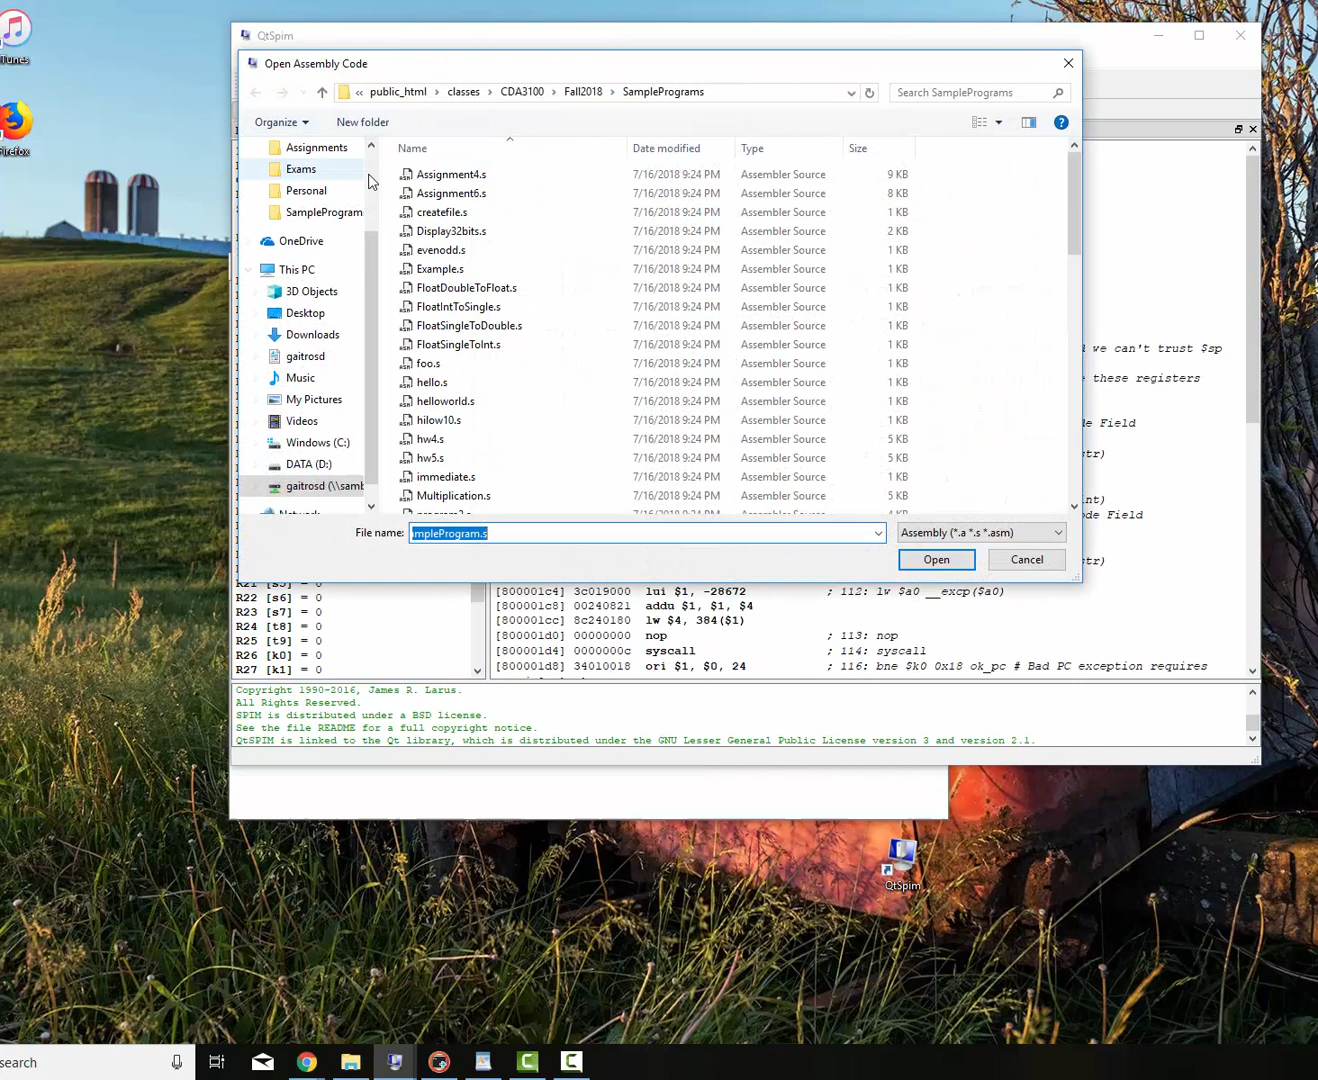 Tunes
Firefox
QtSpim
Open Assembly Code
« public_html classes CDA3100 Fall2018 SamplePrograms
Search SamplePrograms
Organize New folder
Name Date modified Type Size
Assignments
Exams
Personal
SampleProgram
OneDrive
This PC
3D Objects
Desktop
Downloads
gaitrosd
Music
My Pictures
Videos
Windows (C:)
DATA (D:)
gaitrosd (\\samb
Assignment4.s 7/16/2018 9:24 PM Assembler Source 9 KB
Assignment6.s 7/16/2018 9:24 PM Assembler Source 8 KB
createfile.s 7/16/2018 9:24 PM Assembler Source 1 KB
Display32bits.s 7/16/2018 9:24 PM Assembler Source 2 KB
evenodd.s 7/16/2018 9:24 PM Assembler Source 1 KB
Example.s 7/16/2018 9:24 PM Assembler Source 1 KB
FloatDoubleToFloat.s 7/16/2018 9:24 PM Assembler Source 1 KB
FloatIntToSingle.s 7/16/2018 9:24 PM Assembler Source 1 KB
FloatSingleToDouble.s 7/16/2018 9:24 PM Assembler Source 1 KB
FloatSingleToInt.s 7/16/2018 9:24 PM Assembler Source 1 KB
foo.s 7/16/2018 9:24 PM Assembler Source 1 KB
hello.s 7/16/2018 9:24 PM Assembler Source 1 KB
helloworld.s 7/16/2018 9:24 PM Assembler Source 1 KB
hilow10.s 7/16/2018 9:24 PM Assembler Source 1 KB
hw4.s 7/16/2018 9:24 PM Assembler Source 5 KB
hw5.s 7/16/2018 9:24 PM Assembler Source 5 KB
immediate.s 7/16/2018 9:24 PM Assembler Source 1 KB
Multiplication.s 7/16/2018 9:24 PM Assembler Source 5 KB
File name: mpleProgram.s Assembly (*.a *.s *.asm)
Open Cancel
we can't trust $sp
these registers
de Field
str)
nt)
ode Field
str)
R21 [s5] = 0
R22 [s6] = 0
R23 [s7] = 0
R24 [t8] = 0
R25 [t9] = 0
R26 [k0] = 0
R27 [k1] = 0
[800001c4] 3c019000 lui $1, -28672 ; 112: lw $a0 __excp($a0)
[800001c8] 00240821 addu $1, $1, $4
[800001cc] 8c240180 lw $4, 384($1)
[800001d0] 00000000 nop ; 113: nop
[800001d4] 0000000c syscall ; 114: syscall
[800001d8] 34010018 ori $1, $0, 24 ; 116: bne $k0 0x18 ok_pc # Bad PC exception requires
Copyright 1990-2016, James R. Larus.
All Rights Reserved.
SPIM is distributed under a BSD license.
See the file README for a full copyright notice.
QtSPIM is linked to the Qt library, which is distributed under the GNU Lesser General Public License version 3 and version 2.1.
QtSpim
search